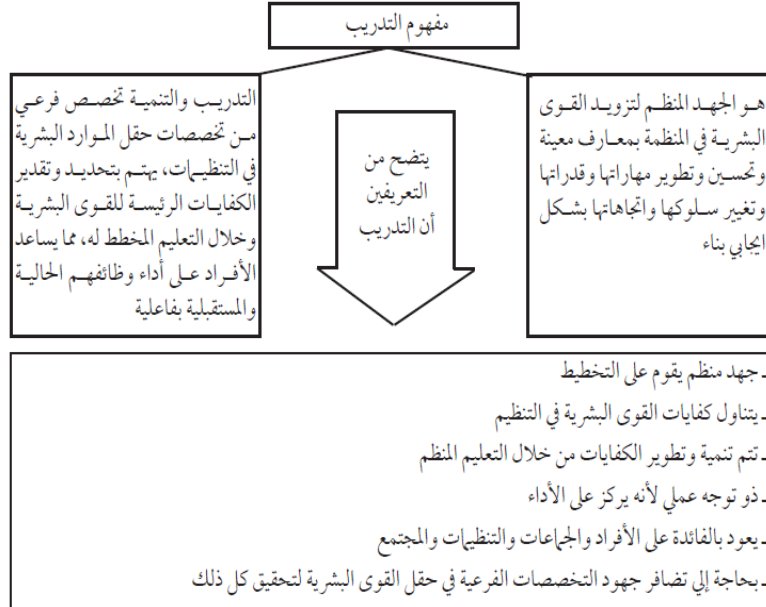 مفهوم التدريب
هو الجهد المنظم لتزويد القوى
البشرية في المنظمة بمعارف معينة
وتحسين وتطوير مهاراتها وقدراتها
وتغيير سلوكها واتجاهاتها بشكل
ايجابي بناء
يتضح من
التعريفين
أن التدريب
التدريب والتنمية تخصص فرعي
من تخصصات حقل الموارد البشرية
في التنظيمات، يهتم بتحديد وتقدير
الكفايات الرئيسة للقوى البشرية
وخلال التعليم المخطط له، مما يساعد
الأفراد على أداء وظائفهم الحالية
والمستقبلية بفاعلية
ـ جهد منظم يقوم على التخطيط
ـ يتناول كفايات القوى البشرية في التنظيم
ـ تتم تنمية وتطوير الكفايات من خلال التعليم المنظم
ـ ذو توجه عملي لأنه يركز على الأداء
ـ يعود بالفائدة على الأفراد والجماعات والتنظيمات والمجتمع
ـ بحاجة إلي تضافر جهود التخصصات الفرعية في حقل القوى البشرية لتحقيق كل ذلك